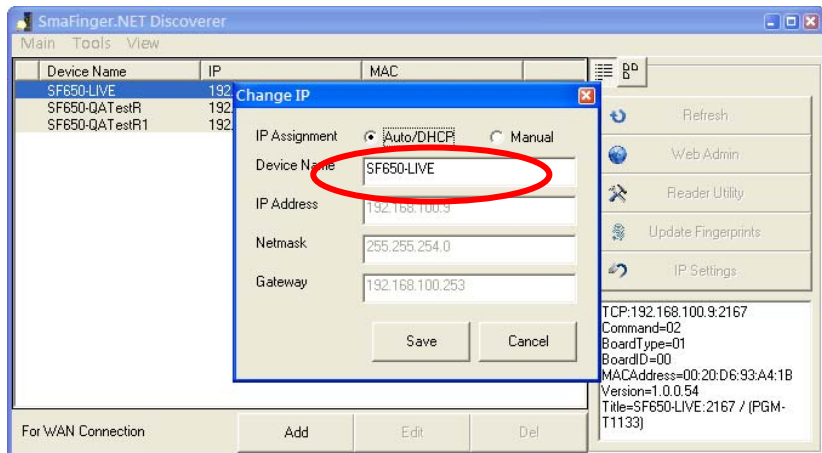 SmaFinger.NET Discoverer
Main Tools View
Device Name IP MAC
SF650-LIVE 192.
SF650-QATestR 192.
SF650-QATestR1 192.
Change IP
IP Assignment Auto/DHCP Manual
Device Name SF650-LIVE
IP Address 192.168.100.9
Netmask 255.255.254.0
Gateway 192.168.100.253
Save Cancel
Refresh
Web Admin
Reader Utility
Update Fingerprints
IP Settings
TCP:192.168.100.9:2167
Command=02
BoardType=01
BoardID=00
MACAddress=00:20:D6:93:A4:1B
Version=1.0.0.54
Title=SF650-LIVE:2167 / (PGM-
T1133)
For WAN Connection Add Edit Del